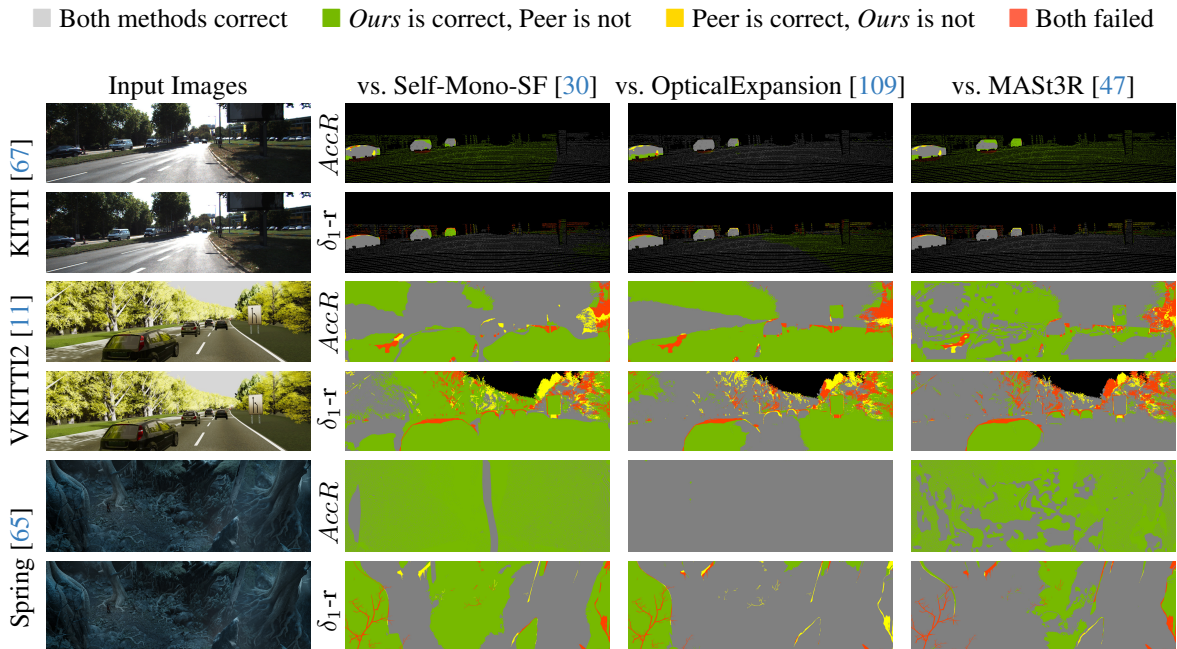 Both methods correct Ours is correct, Peer is not Peer is correct, Ours is not Both failed
Input Images vs. Self-Mono-SF [30] vs. OpticalExpansion [109] vs. MASt3R [47]
KITTI [67]
AccR
δ₁-r
VKITTI2 [11]
AccR
δ₁-r
Spring [65]
AccR
δ₁-r